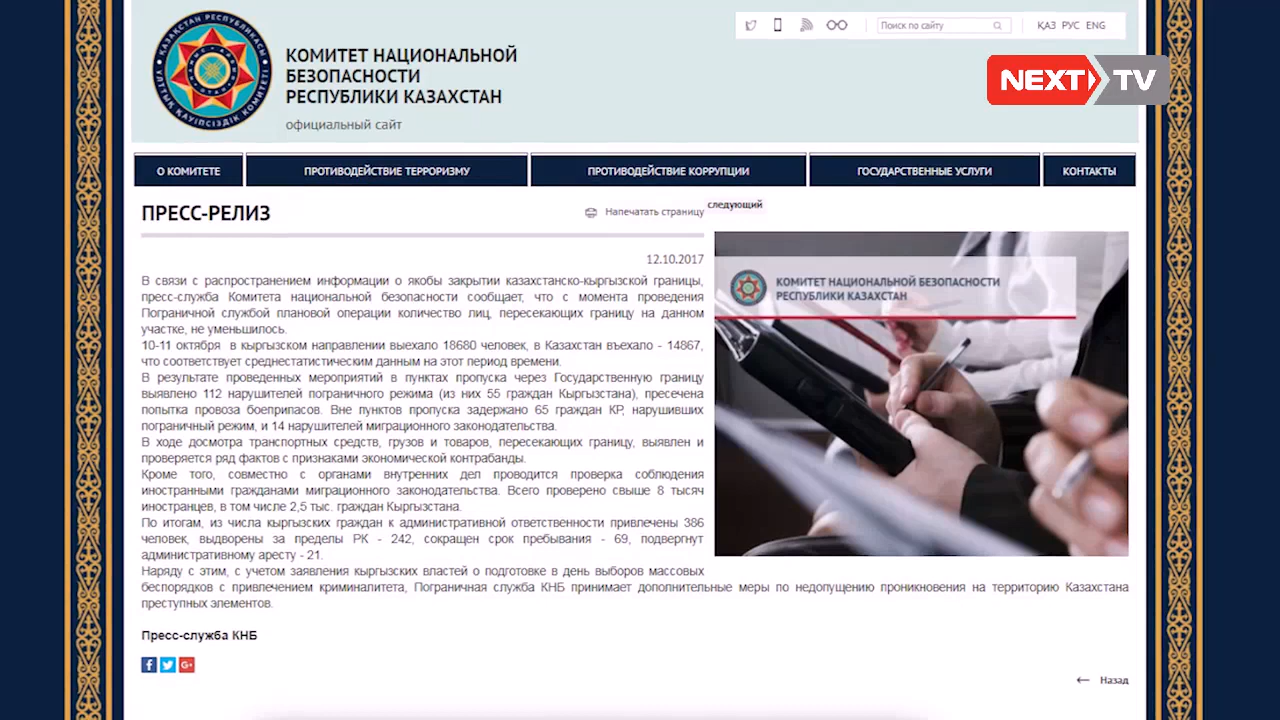 ҚАЗАҚСТАН РЕСПУБЛИКАСЫ
ҰЛТТЫҚ ҚАУІПСІЗДІК КОМИТЕТІ
КОМИТЕТ НАЦИОНАЛЬНОЙ
БЕЗОПАСНОСТИ
РЕСПУБЛИКИ КАЗАХСТАН
официальный сайт
Поиск по сайту
ҚАЗ РУС ENG
NEXT TV
О КОМИТЕТЕ
ПРОТИВОДЕЙСТВИЕ ТЕРРОРИЗМУ
ПРОТИВОДЕЙСТВИЕ КОРРУПЦИИ
ГОСУДАРСТВЕННЫЕ УСЛУГИ
КОНТАКТЫ
ПРЕСС-РЕЛИЗ
Напечатать страницу
следующий
12.10.2017
В связи с распространением информации о якобы закрытии казахстанско-кыргызской границы,
пресс-служба Комитета национальной безопасности сообщает, что с момента проведения
Пограничной службой плановой операции количество лиц, пересекающих границу на данном
участке, не уменьшилось.
10-11 октября в кыргызском направлении выехало 18680 человек, в Казахстан въехало - 14867,
что соответствует среднестатистическим данным на этот период времени.
В результате проведенных мероприятий в пунктах пропуска через Государственную границу
выявлено 112 нарушителей пограничного режима (из них 55 граждан Кыргызстана), пресечена
попытка провоза боеприпасов. Вне пунктов пропуска задержано 65 граждан КР, нарушивших
пограничный режим, и 14 нарушителей миграционного законодательства.
В ходе досмотра транспортных средств, грузов и товаров, пересекающих границу, выявлен и
проверяется ряд фактов с признаками экономической контрабанды.
Кроме того, совместно с органами внутренних дел проводится проверка соблюдения
иностранными гражданами миграционного законодательства. Всего проверено свыше 8 тысяч
иностранцев, в том числе 2,5 тыс. граждан Кыргызстана.
По итогам, из числа кыргызских граждан к административной ответственности привлечены 386
человек, выдворены за пределы РК - 242, сокращен срок пребывания - 69, подвергнут
административному аресту - 21.
Наряду с этим, с учетом заявления кыргызских властей о подготовке в день выборов массовых
беспорядков с привлечением криминалитета, Пограничная служба КНБ принимает дополнительные меры по недопущению проникновения на территорию Казахстана
преступных элементов.
КОМИТЕТ НАЦИОНАЛЬНОЙ БЕЗОПАСНОСТИ
РЕСПУБЛИКИ КАЗАХСТАН
Пресс-служба КНБ
Назад